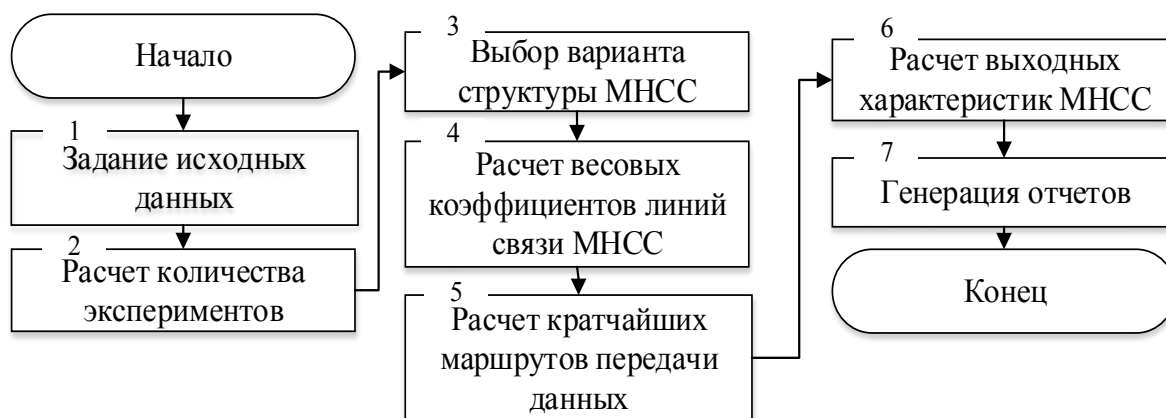 Начало
1
Задание исходных
данных
2
Расчет количества
экспериментов
3
Выбор варианта
структуры МНСС
4
Расчет весовых
коэффициентов линий
связи МНСС
5
Расчет кратчайших
маршрутов передачи
данных
6
Расчет выходных
характеристик МНСС
7
Генерация отчетов
Конец